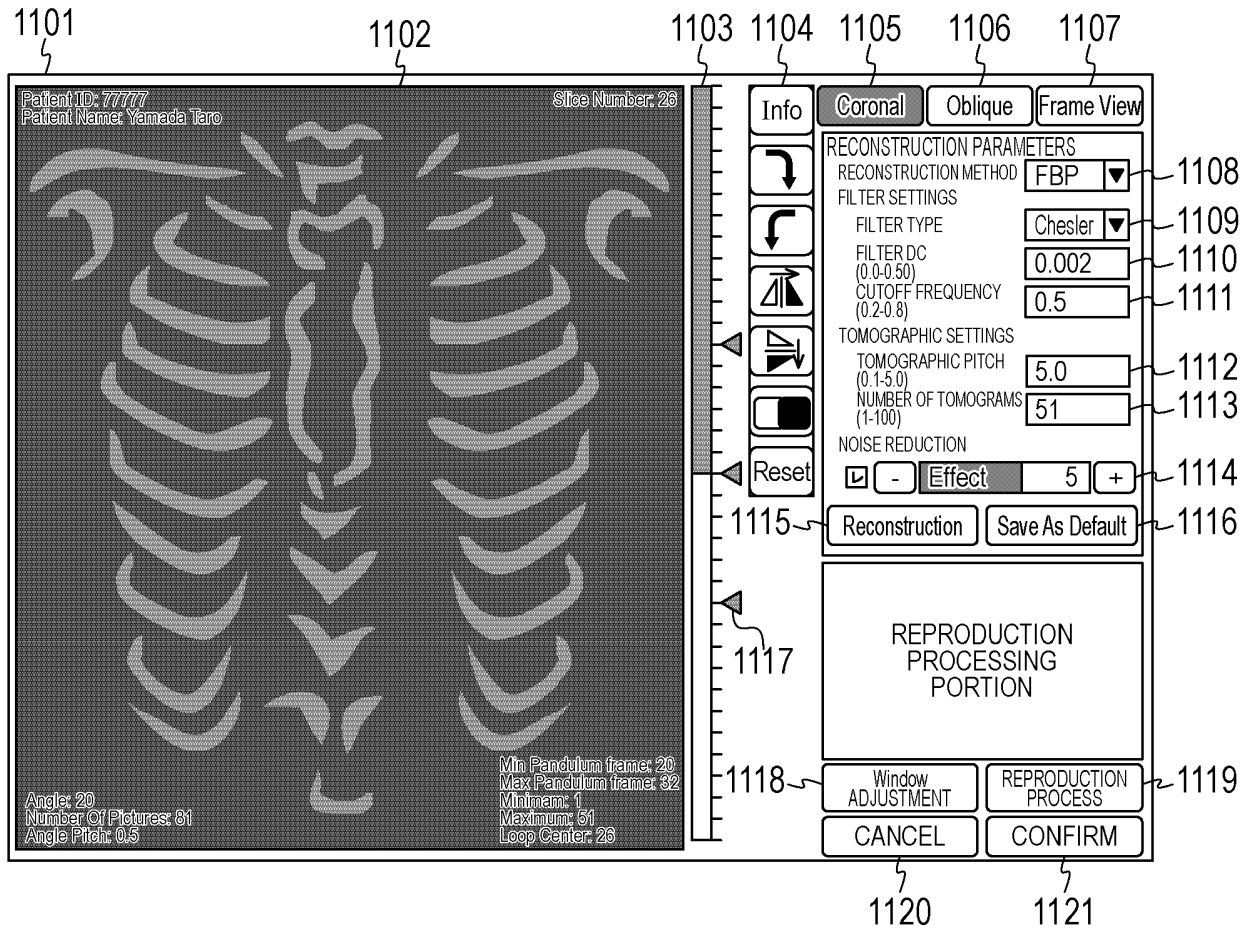 1101
1102
1103
1104
1105
1106
1107
Patient ID: 77777
Patient Name: Yamada Taro
Slice Number: 26
Info
Coronal
Oblique
Frame View
RECONSTRUCTION PARAMETERS
RECONSTRUCTION METHOD
FBP
1108
FILTER SETTINGS
FILTER TYPE
Chesler
1109
FILTER DC
(0.0-0.50)
0.002
1110
CUTOFF FREQUENCY
(0.2-0.8)
0.5
1111
TOMOGRAPHIC SETTINGS
TOMOGRAPHIC PITCH
(0.1-5.0)
5.0
1112
NUMBER OF TOMOGRAMS
(1-100)
51
1113
NOISE REDUCTION
Reset
-
Effect
5
+
1114
1115
Reconstruction
Save As Default
1116
1117
REPRODUCTION
PROCESSING
PORTION
Min Pandulum frame: 20
Max Pandulum frame: 32
Minimam: 1
Maximum: 51
Loop Center: 26
Angle: 20
Number Of Pictures: 81
Angle Pitch: 0.5
1118
Window
ADJUSTMENT
REPRODUCTION
PROCESS
1119
CANCEL
CONFIRM
1120
1121